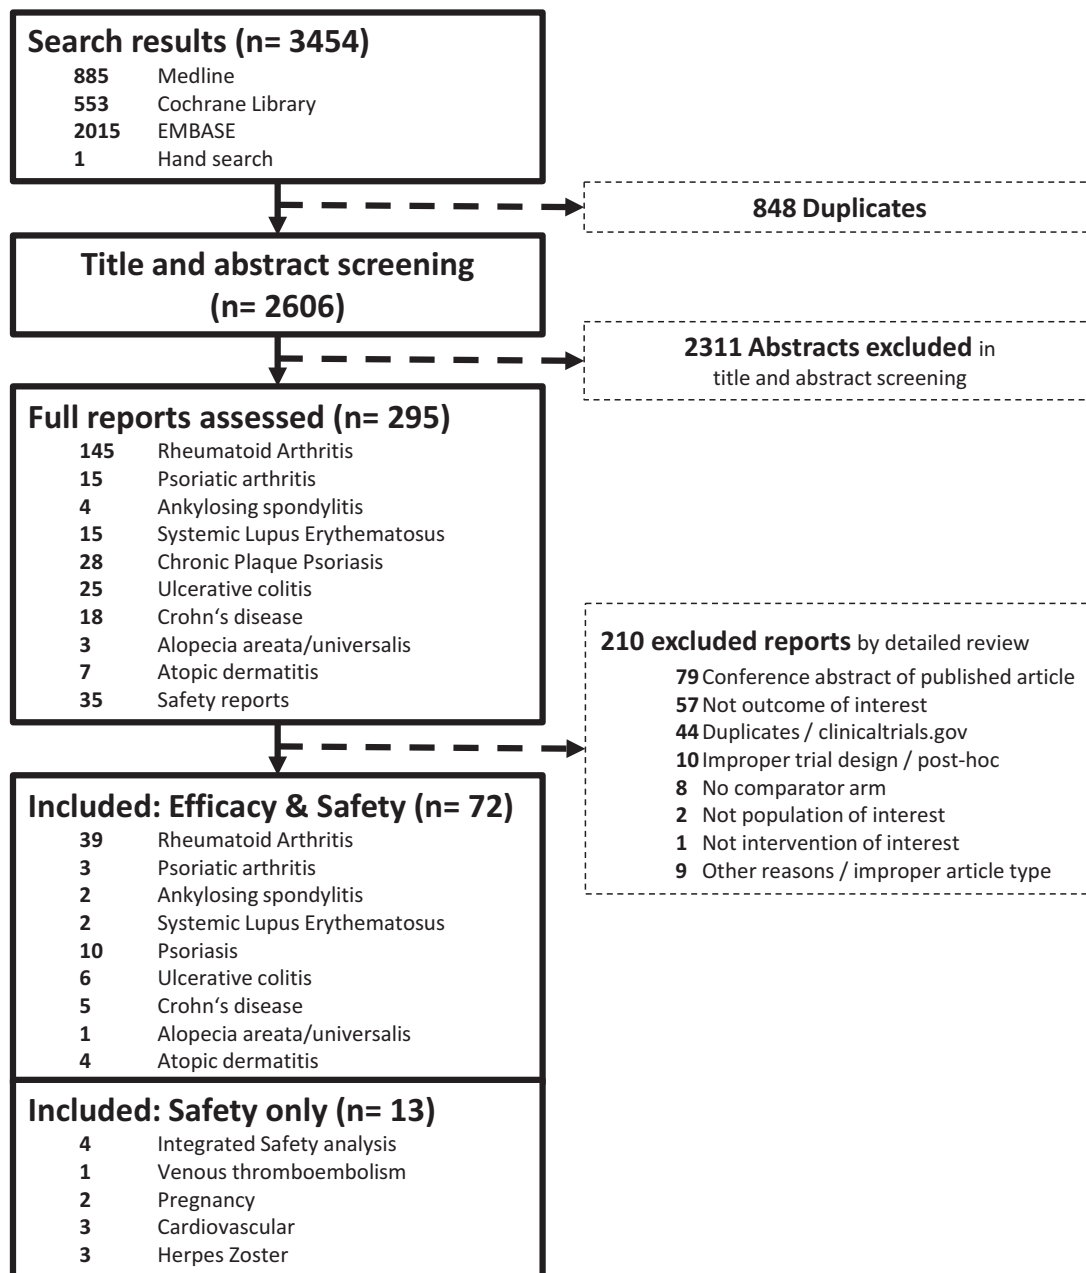 Search results (n= 3454)
885 Medline
553 Cochrane Library
2015 EMBASE
1 Hand search
848 Duplicates
Title and abstract screening
(n= 2606)
2311 Abstracts excluded in
title and abstract screening
Full reports assessed (n= 295)
145 Rheumatoid Arthritis
15 Psoriatic arthritis
4 Ankylosing spondylitis
15 Systemic Lupus Erythematosus
28 Chronic Plaque Psoriasis
25 Ulcerative colitis
18 Crohn‘s disease
3 Alopecia areata/universalis
7 Atopic dermatitis
35 Safety reports
210 excluded reports by detailed review
79 Conference abstract of published article
57 Not outcome of interest
44 Duplicates / clinicaltrials.gov
10 Improper trial design / post-hoc
8 No comparator arm
2 Not population of interest
1 Not intervention of interest
9 Other reasons / improper article type
Included: Efficacy & Safety (n= 72)
39 Rheumatoid Arthritis
3 Psoriatic arthritis
2 Ankylosing spondylitis
2 Systemic Lupus Erythematosus
10 Psoriasis
6 Ulcerative colitis
5 Crohn‘s disease
1 Alopecia areata/universalis
4 Atopic dermatitis
Included: Safety only (n= 13)
4 Integrated Safety analysis
1 Venous thromboembolism
2 Pregnancy
3 Cardiovascular
3 Herpes Zoster